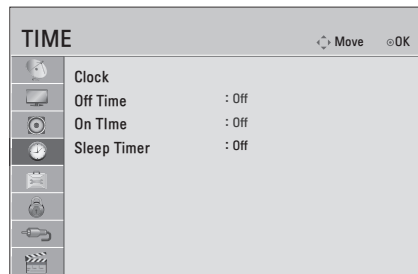 TIME Move OK
Clock
Off Time : Off
On TIme : Off
Sleep Timer : Off